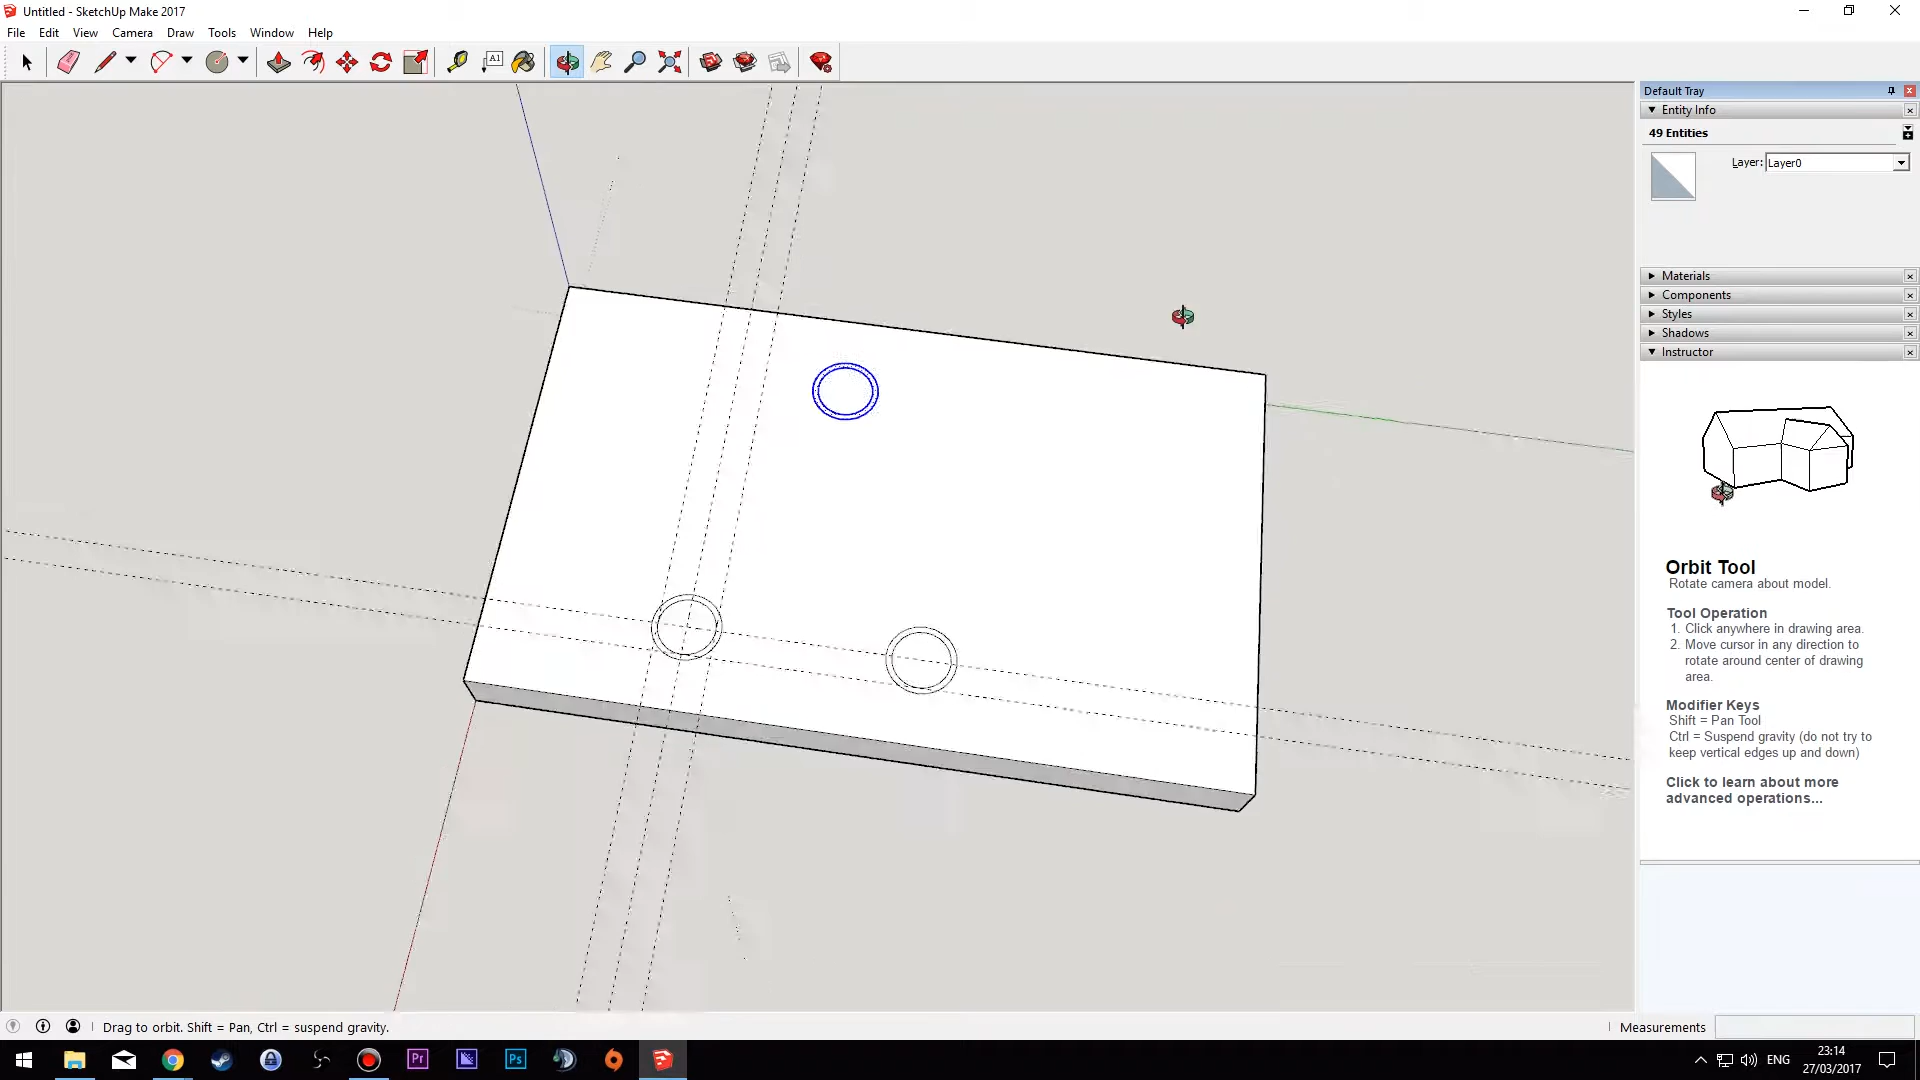 Untitled - SketchUp Make 2017
File Edit View Camera Draw Tools Window Help
A1
Default Tray
Entity Info
49 Entities
Layer: Layer0
Materials
Components
Styles
Shadows
Instructor
Orbit Tool
Rotate camera about model.
Tool Operation
1. Click anywhere in drawing area.
2. Move cursor in any direction to
rotate around center of drawing
area.
Modifier Keys
Shift = Pan Tool
Ctrl = Suspend gravity (do not try to
keep vertical edges up and down)
Click to learn about more
advanced operations...
Drag to orbit. Shift = Pan, Ctrl = suspend gravity.
Measurements
Pr
Ps
ENG
23:14
27/03/2017